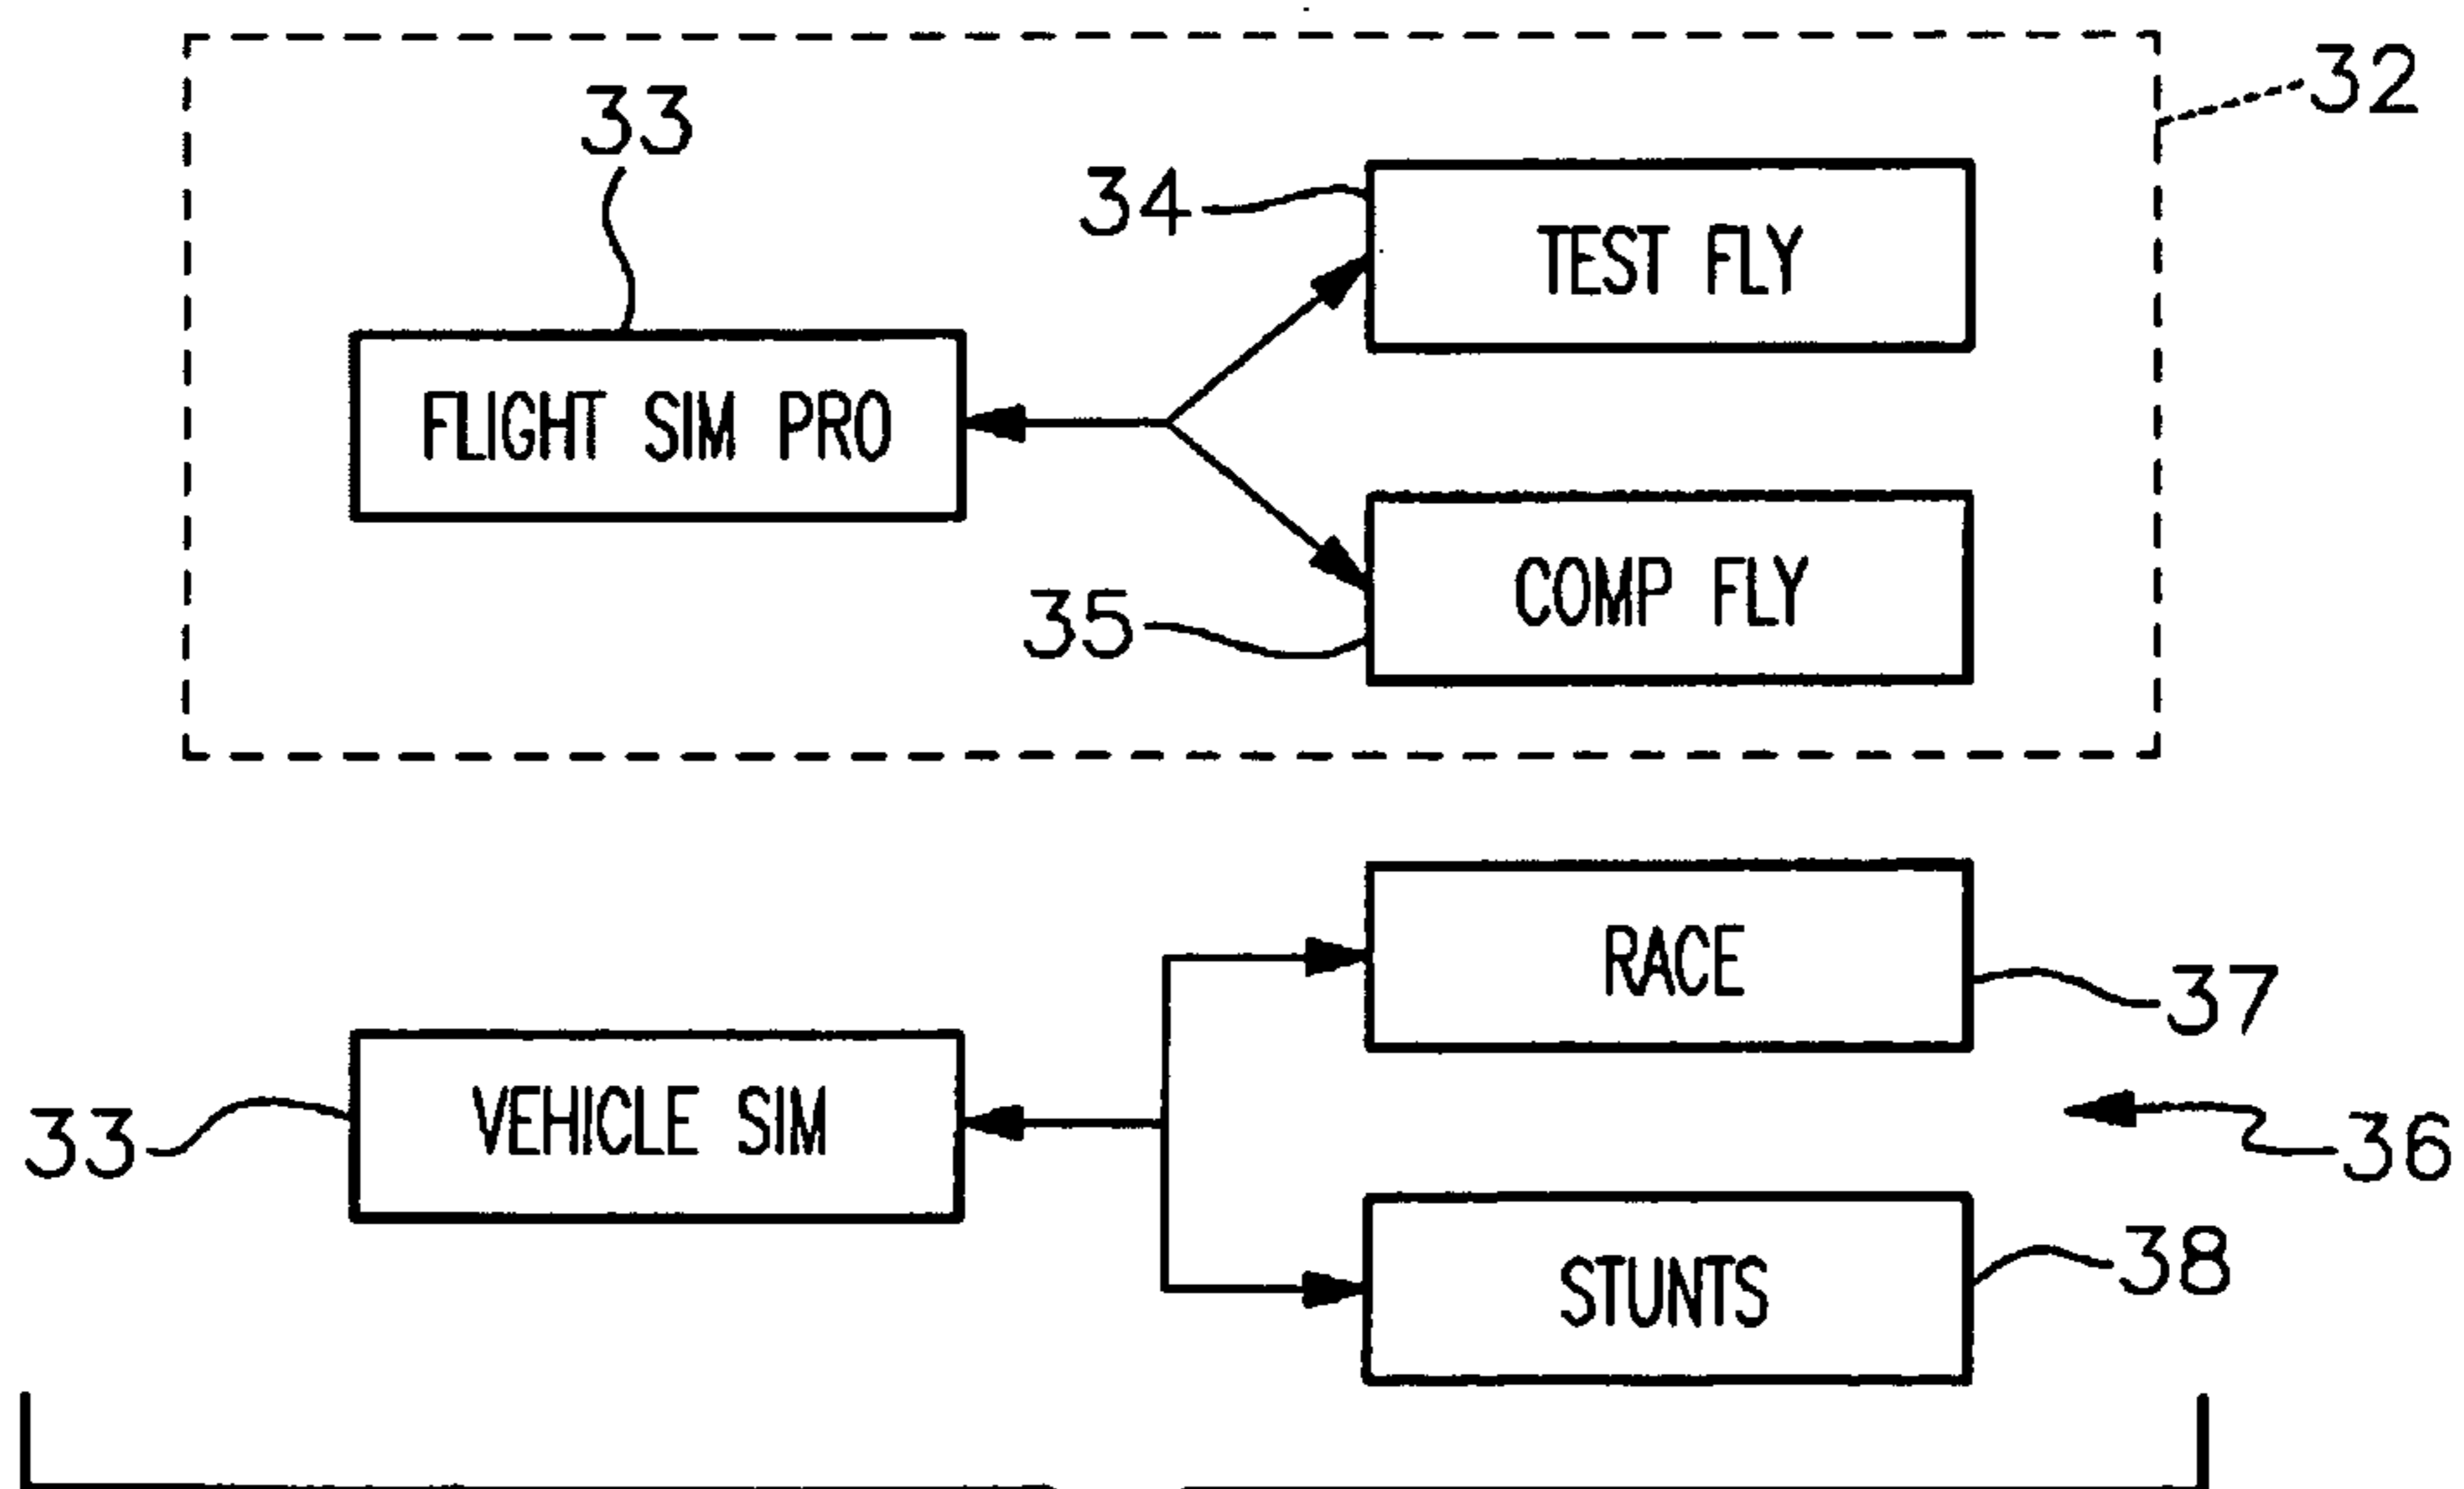 32
33
34
TEST FLY
FLIGHT SIM PRO
COMP FLY
35
RACE
37
VEHICLE SIM
33
36
38
STUNTS